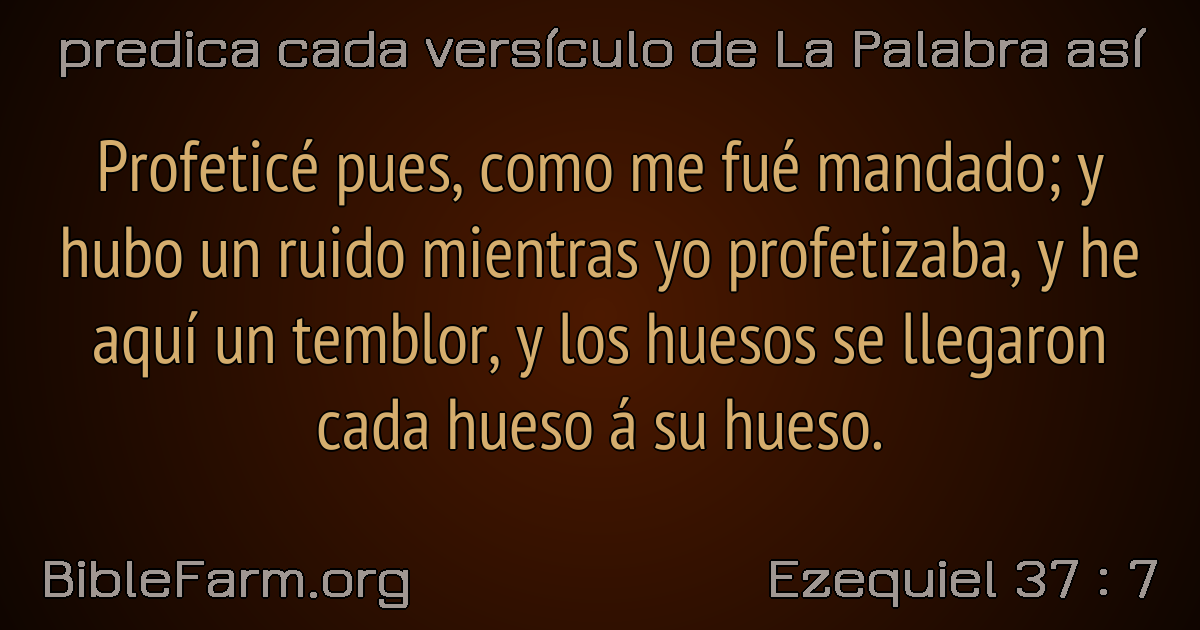 predica cada versículo de La Palabra así
Profeticé pues, como me fué mandado; y
hubo un ruido mientras yo profetizaba, y he
aquí un temblor, y los huesos se llegaron
cada hueso á su hueso.
BibleFarm.org
Ezequiel 37 : 7